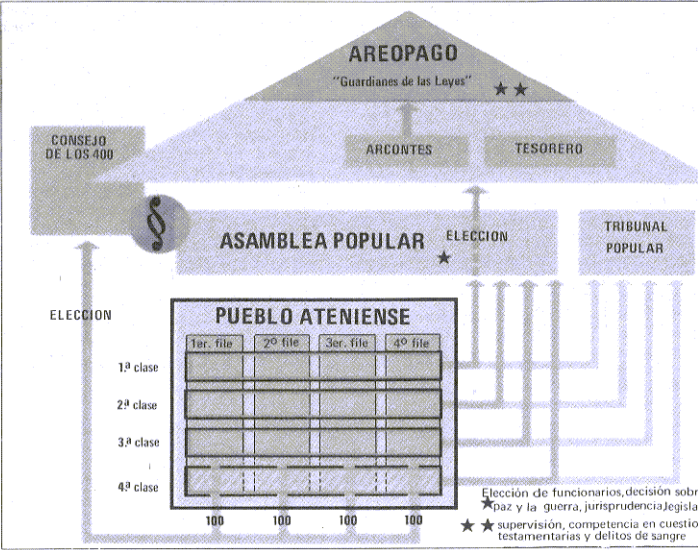 AREOPAGO
"Guardianes de las Leyes"
★★
CONSEJO
DE LOS 400
ARCONTES
TESORERO
§
ASAMBLEA POPULAR
ELECCION
★
TRIBUNAL
POPULAR
ELECCION
PUEBLO ATENIENSE
1er. file 2º file 3er. file 4º file
1.ª clase
2.ª clase
3.ª clase
4.ª clase
100 100 100 100
Elección de funcionarios, decisión sobr
★ paz y la guerra, jurisprudencia, legisla
★ ★ supervisión, competencia en cuestio
testamentarias y delitos de sangre